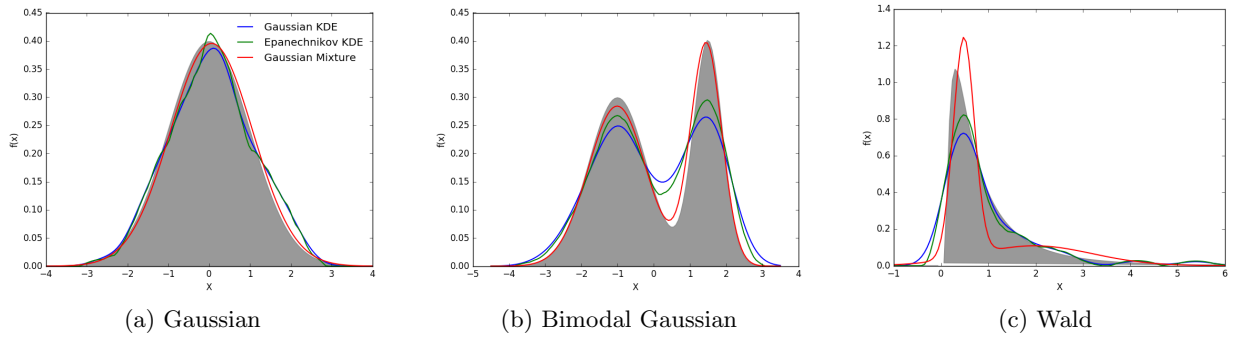 0.45
0.40
0.35
0.30
0.25
0.20
0.15
0.10
0.05
0.00
f(x)
-4 -3 -2 -1 0 1 2 3 4
X
Gaussian KDE
Epanechnikov KDE
Gaussian Mixture
(a) Gaussian
0.45
0.40
0.35
0.30
0.25
0.20
0.15
0.10
0.05
0.00
f(x)
-5 -4 -3 -2 -1 0 1 2 3 4
X
(b) Bimodal Gaussian
1.4
1.2
1.0
0.8
0.6
0.4
0.2
0.0
f(x)
-1 0 1 2 3 4 5 6
X
(c) Wald